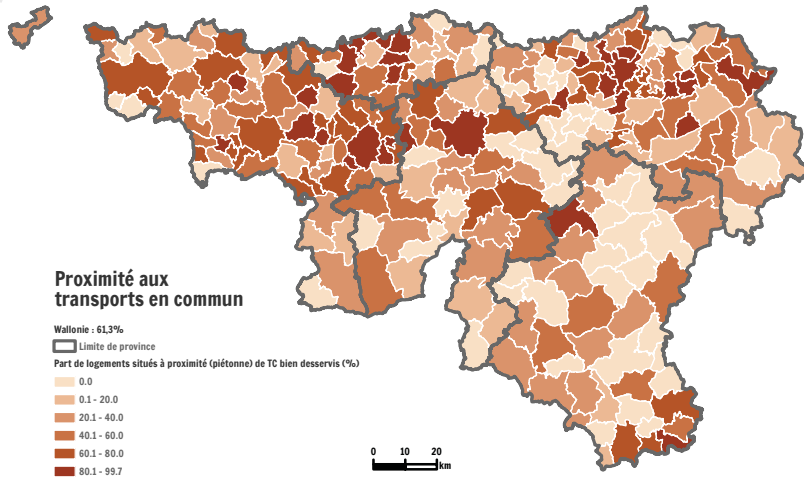 Proximité aux
transports en commun
Wallonie : 61,3%
Limite de province
Part de logements situés à proximité (piétonne) de TC bien desservis (%)
0.0
0.1 - 20.0
20.1 - 40.0
40.1 - 60.0
60.1 - 80.0
80.1 - 99.7
0 10 20
km